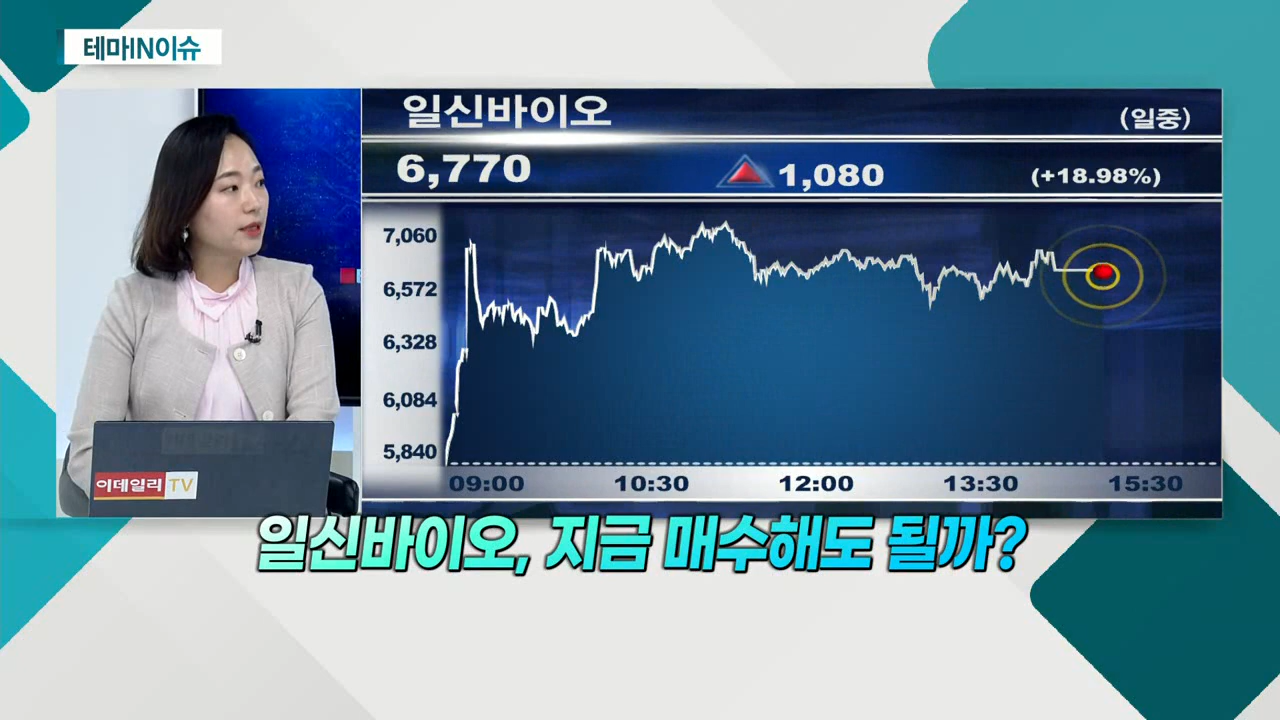 테마IN이슈
일신바이오
(일중)
6,770
1,080
(+18.98%)
7,060
6,572
6,328
6,084
5,840
09:00
10:30
12:00
13:30
15:30
이데일리TV
일신바이오, 지금 매수해도 될까?